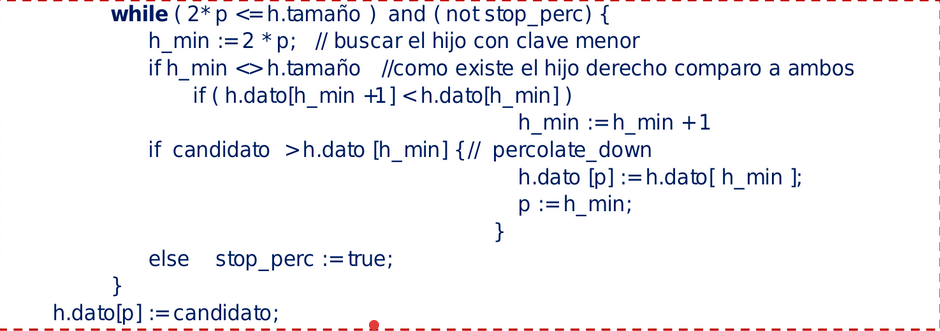 while ( 2* p <= h.tamaño ) and ( not stop_perc) {
h_min := 2 * p; // buscar el hijo con clave menor
if h_min <> h.tamaño //como existe el hijo derecho comparo a ambos
if ( h.dato[h_min +1] < h.dato[h_min] )
h_min := h_min + 1
if candidato > h.dato [h_min] { // percolate_down
h.dato [p] := h.dato[ h_min ];
p := h_min;
}
else stop_perc := true;
}
h.dato[p] := candidato;